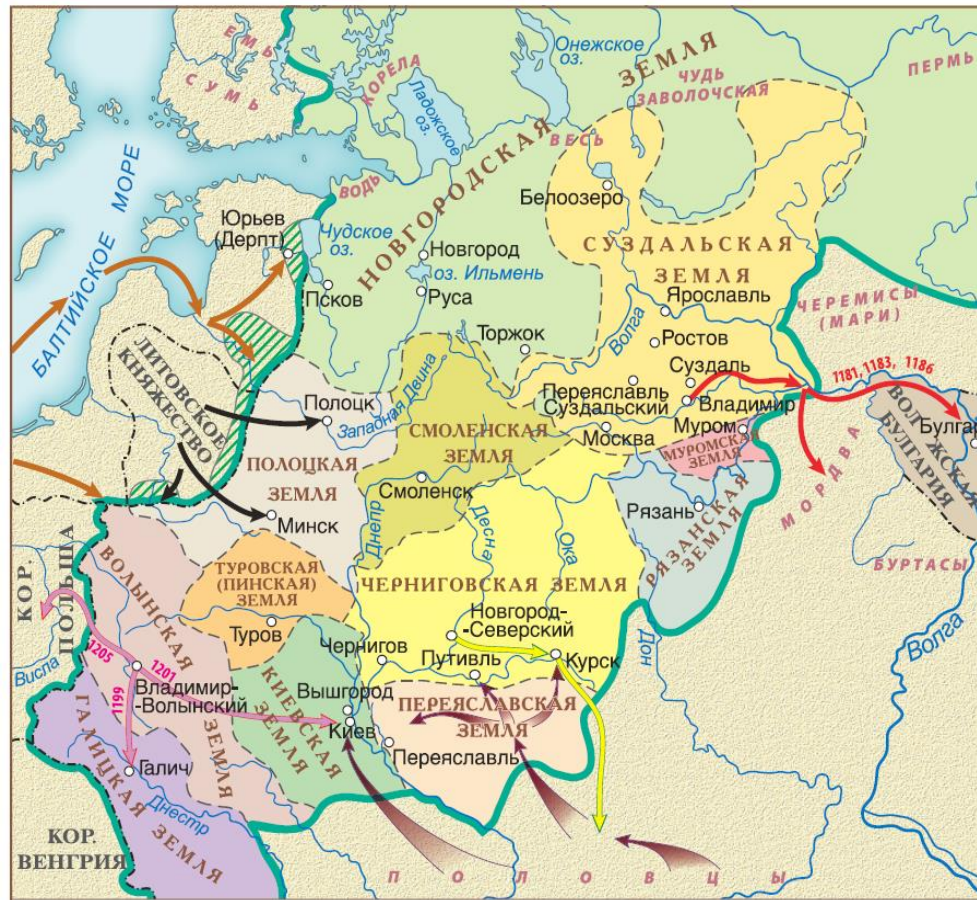 ЕМЬ
СУМЬ
КОРЕЛА
Ладожское
оз.
Онежское
оз.
НОВГОРОДСКАЯ ЗЕМЛЯ
ЧУДЬ
ЗАВОЛОЧСКАЯ
ПЕРМЬ
ВЕСЬ
ВОДЬ
Белоозеро
БАЛТИЙСКОЕ МОРЕ
Юрьев
(Дерпт)
Чудское
оз.
Новгород
оз. Ильмень
Псков
Руса
СУЗДАЛЬСКАЯ
ЗЕМЛЯ
Ярославль
ЧЕРЕМИСЫ
(МАРИ)
Торжок
Волга
Ростов
Суздаль
1181, 1183, 1186
ЛИТОВСКОЕ
КНЯЖЕСТВО
Полоцк
Западная Двина
Переяславль
Суздальский
Владимир
Москва
Муром
МУРОМСКАЯ
ЗЕМЛЯ
ВОЛЖСКАЯ
БУЛГАРИЯ
Булгар
СМОЛЕНСКАЯ
ЗЕМЛЯ
ПОЛОЦКАЯ
ЗЕМЛЯ
Смоленск
МОРДВА
Минск
Днепр
Десна
Ока
Рязань
РЯЗАНСКАЯ
ЗЕМЛЯ
БУРТАСЫ
КОР.
ПОЛЬША
ВОЛЫНСКАЯ
ЗЕМЛЯ
ТУРОВСКАЯ
(ПИНСКАЯ)
ЗЕМЛЯ
Туров
ЧЕРНИГОВСКАЯ ЗЕМЛЯ
Новгород-
-Северский
Чернигов
Путивль
Курск
Дон
Волга
Висла
1205
1201
1199
Владимир-
-Волынский
КИЕВСКАЯ
ЗЕМЛЯ
Вышгород
Киев
ПЕРЕЯСЛАВСКАЯ
ЗЕМЛЯ
Переяславль
ГАЛИЦКАЯ ЗЕМЛЯ
Галич
Днестр
КОР.
ВЕНГРИЯ
ПОЛОВЦЫ